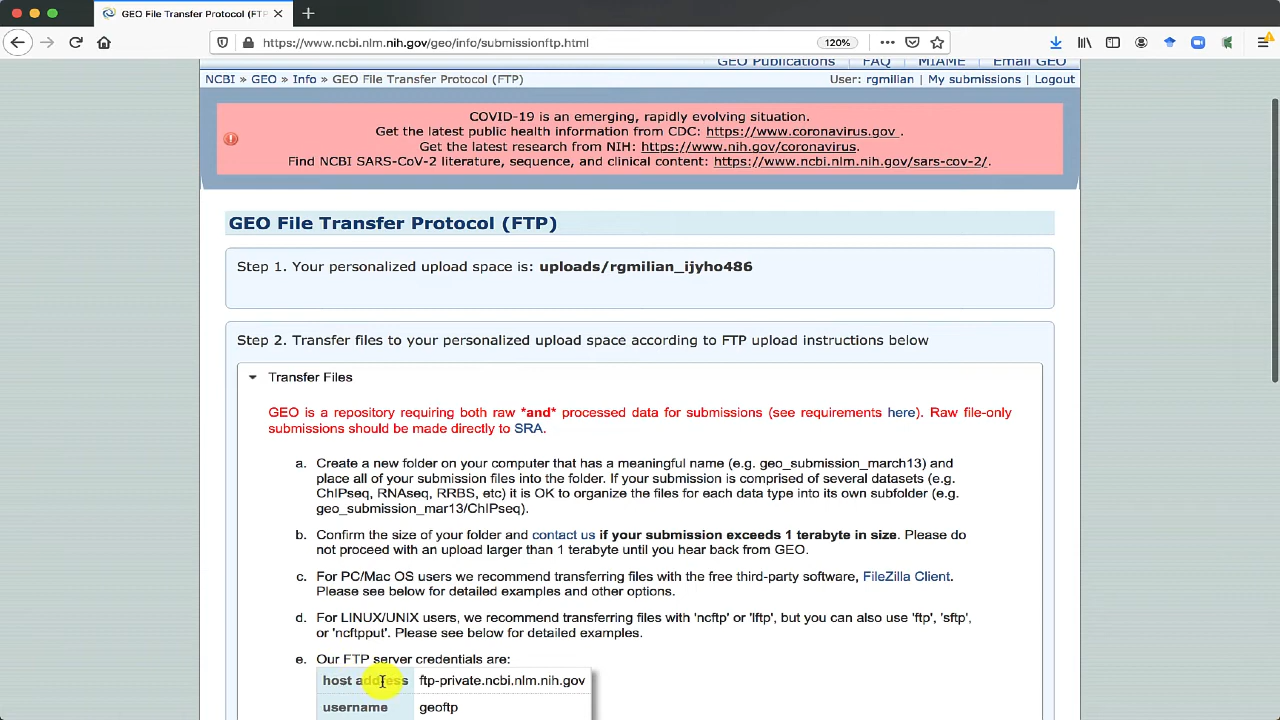 GEO File Transfer Protocol (FTP
https://www.ncbi.nlm.nih.gov/geo/info/submissionftp.html 120%
GEO Publications FAQ MIAME Email GEO
NCBI » GEO » Info » GEO File Transfer Protocol (FTP) User: rgmilian | My submissions | Logout
COVID-19 is an emerging, rapidly evolving situation.
Get the latest public health information from CDC: https://www.coronavirus.gov .
Get the latest research from NIH: https://www.nih.gov/coronavirus.
Find NCBI SARS-CoV-2 literature, sequence, and clinical content: https://www.ncbi.nlm.nih.gov/sars-cov-2/.
GEO File Transfer Protocol (FTP)
Step 1. Your personalized upload space is: uploads/rgmilian_ijyho486
Step 2. Transfer files to your personalized upload space according to FTP upload instructions below
Transfer Files
GEO is a repository requiring both raw *and* processed data for submissions (see requirements here). Raw file-only
submissions should be made directly to SRA.
a. Create a new folder on your computer that has a meaningful name (e.g. geo_submission_march13) and
place all of your submission files into the folder. If your submission is comprised of several datasets (e.g.
ChIPseq, RNAseq, RRBS, etc) it is OK to organize the files for each data type into its own subfolder (e.g.
geo_submission_mar13/ChIPseq).
b. Confirm the size of your folder and contact us if your submission exceeds 1 terabyte in size. Please do
not proceed with an upload larger than 1 terabyte until you hear back from GEO.
c. For PC/Mac OS users we recommend transferring files with the free third-party software, FileZilla Client.
Please see below for detailed examples and other options.
d. For LINUX/UNIX users, we recommend transferring files with 'ncftp' or 'lftp', but you can also use 'ftp', 'sftp',
or 'ncftpput'. Please see below for detailed examples.
e. Our FTP server credentials are:
host address ftp-private.ncbi.nlm.nih.gov
username geoftp